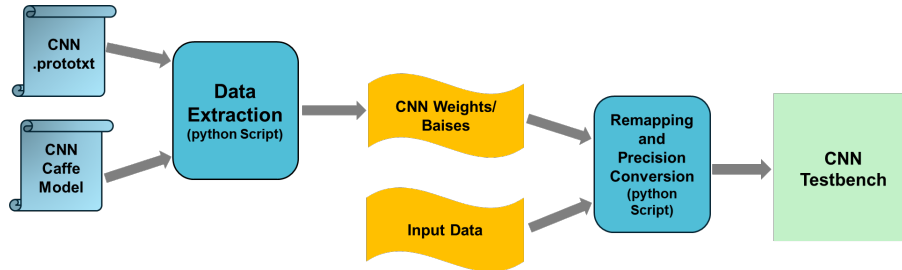 CNN
.prototxt
CNN
Caffe
Model
Data
Extraction
(python Script)
CNN Weights/
Baises
Input Data
Remapping
and
Precision
Conversion
(python
Script)
CNN
Testbench